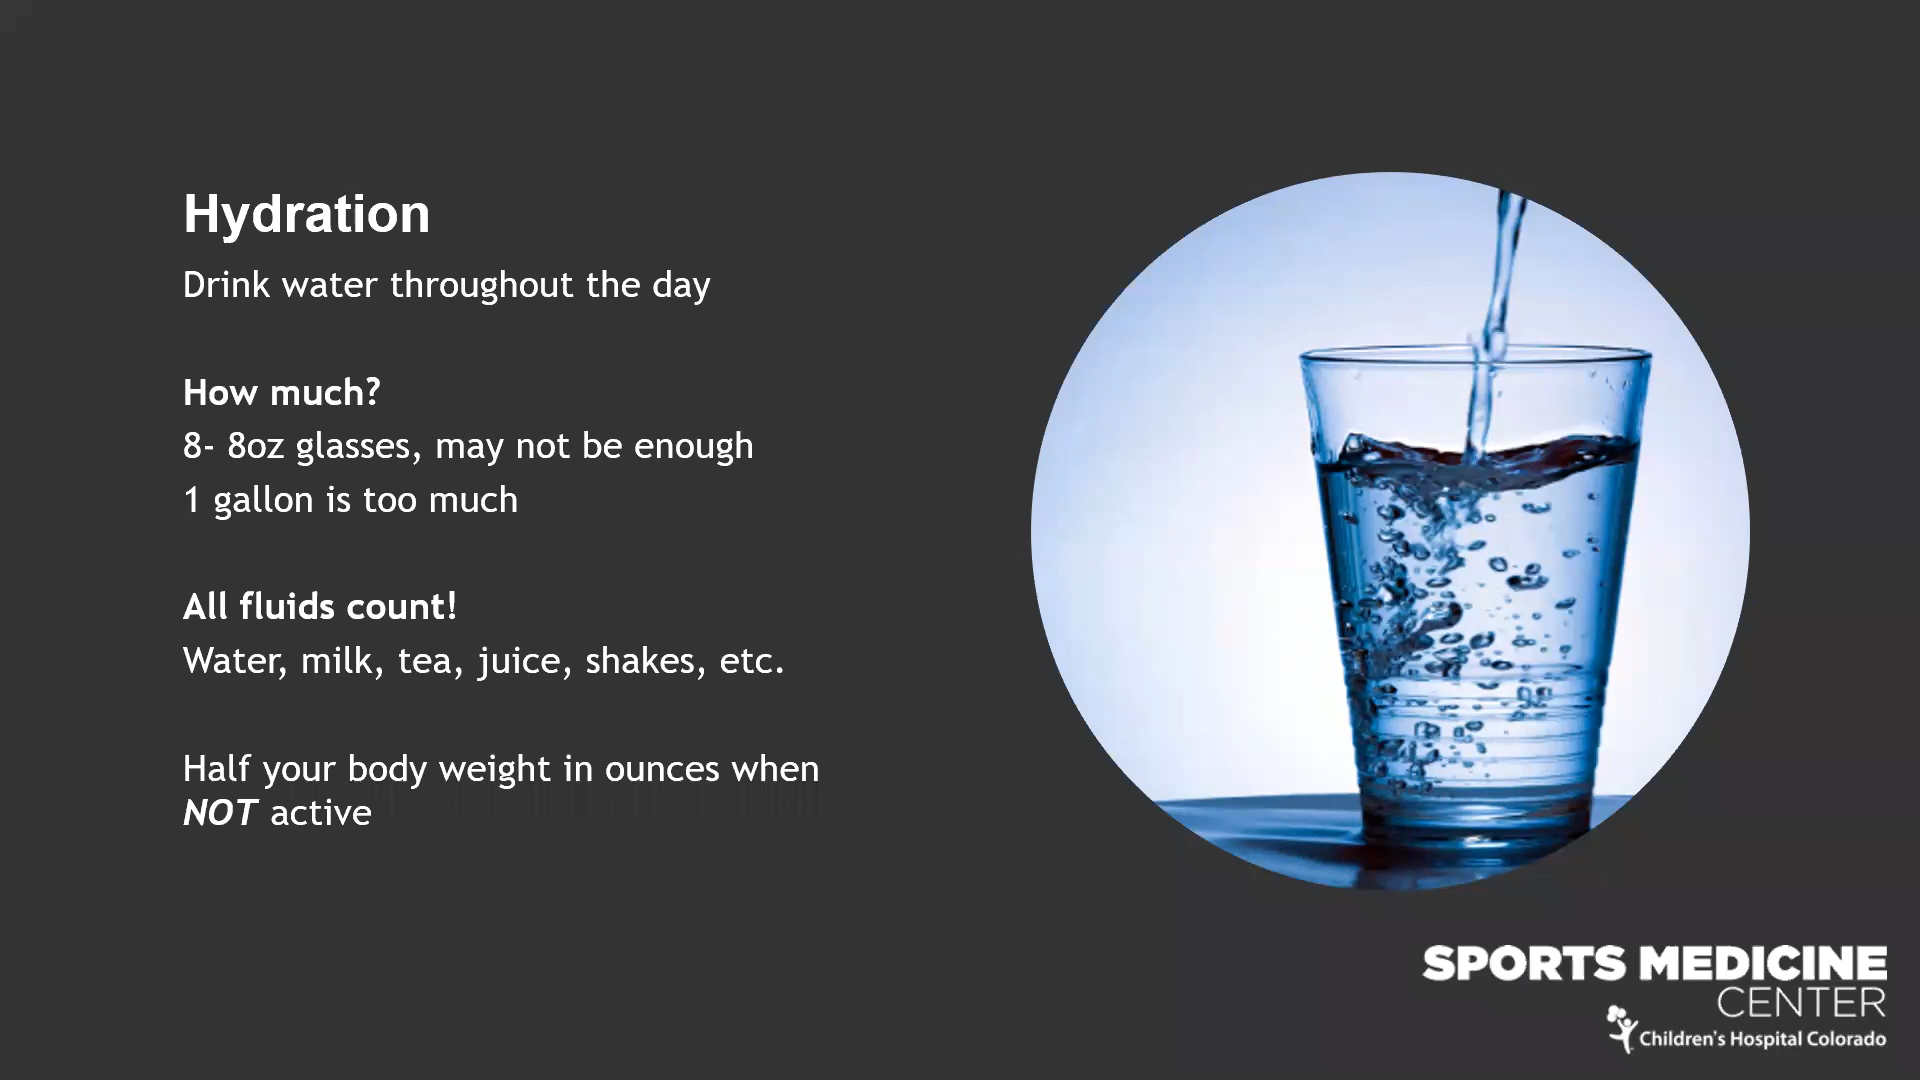 Hydration
Drink water throughout the day
How much?
8- 8oz glasses, may not be enough
1 gallon is too much
All fluids count!
Water, milk, tea, juice, shakes, etc.
Half your body weight in ounces when
NOT active
SPORTS MEDICINE
CENTER
Children's Hospital Colorado